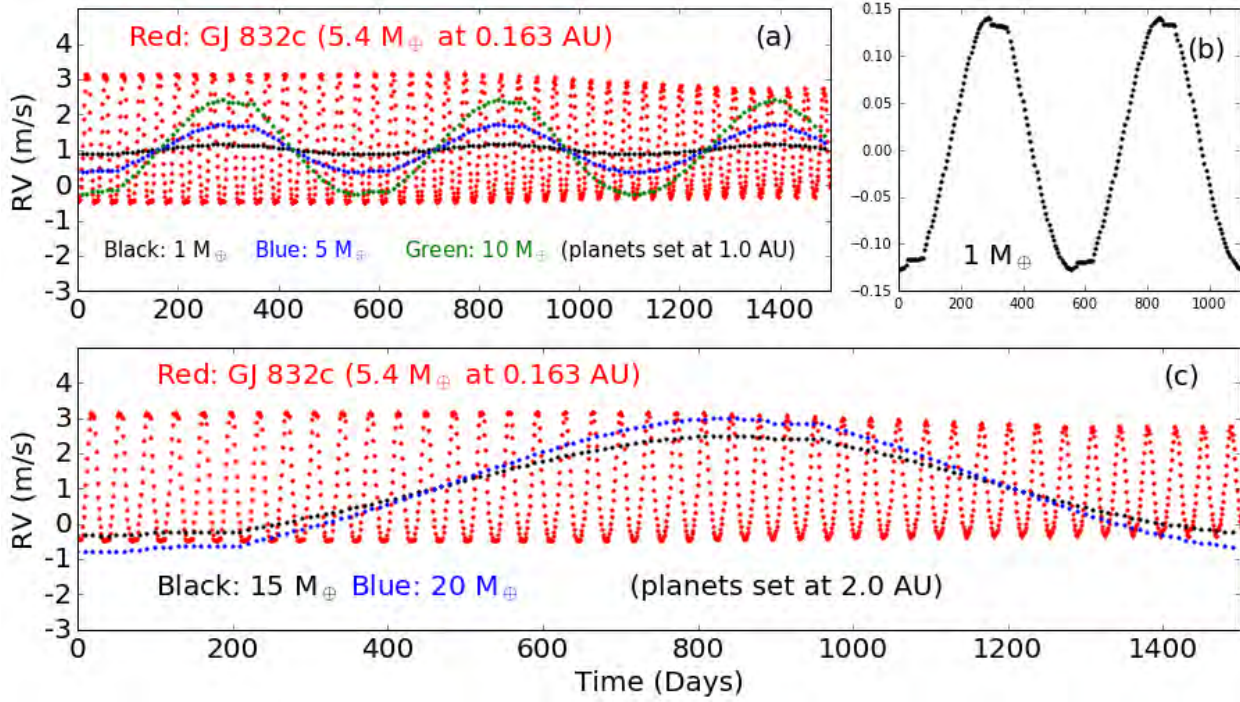 Red: GJ 832c (5.4 M⊕ at 0.163 AU)
(a)
RV (m/s)
4
3
2
1
0
-1
-2
-3
Black: 1 M⊕ Blue: 5 M⊕ Green: 10 M⊕ (planets set at 1.0 AU)
0 200 400 600 800 1000 1200 1400
0.15
0.10
0.05
0.00
−0.05
−0.10
−0.15
(b)
1 M⊕
0 200 400 600 800 1000
Red: GJ 832c (5.4 M⊕ at 0.163 AU)
(c)
RV (m/s)
4
3
2
1
0
-1
-2
-3
Black: 15 M⊕ Blue: 20 M⊕ (planets set at 2.0 AU)
0 200 400 600 800 1000 1200 1400
Time (Days)